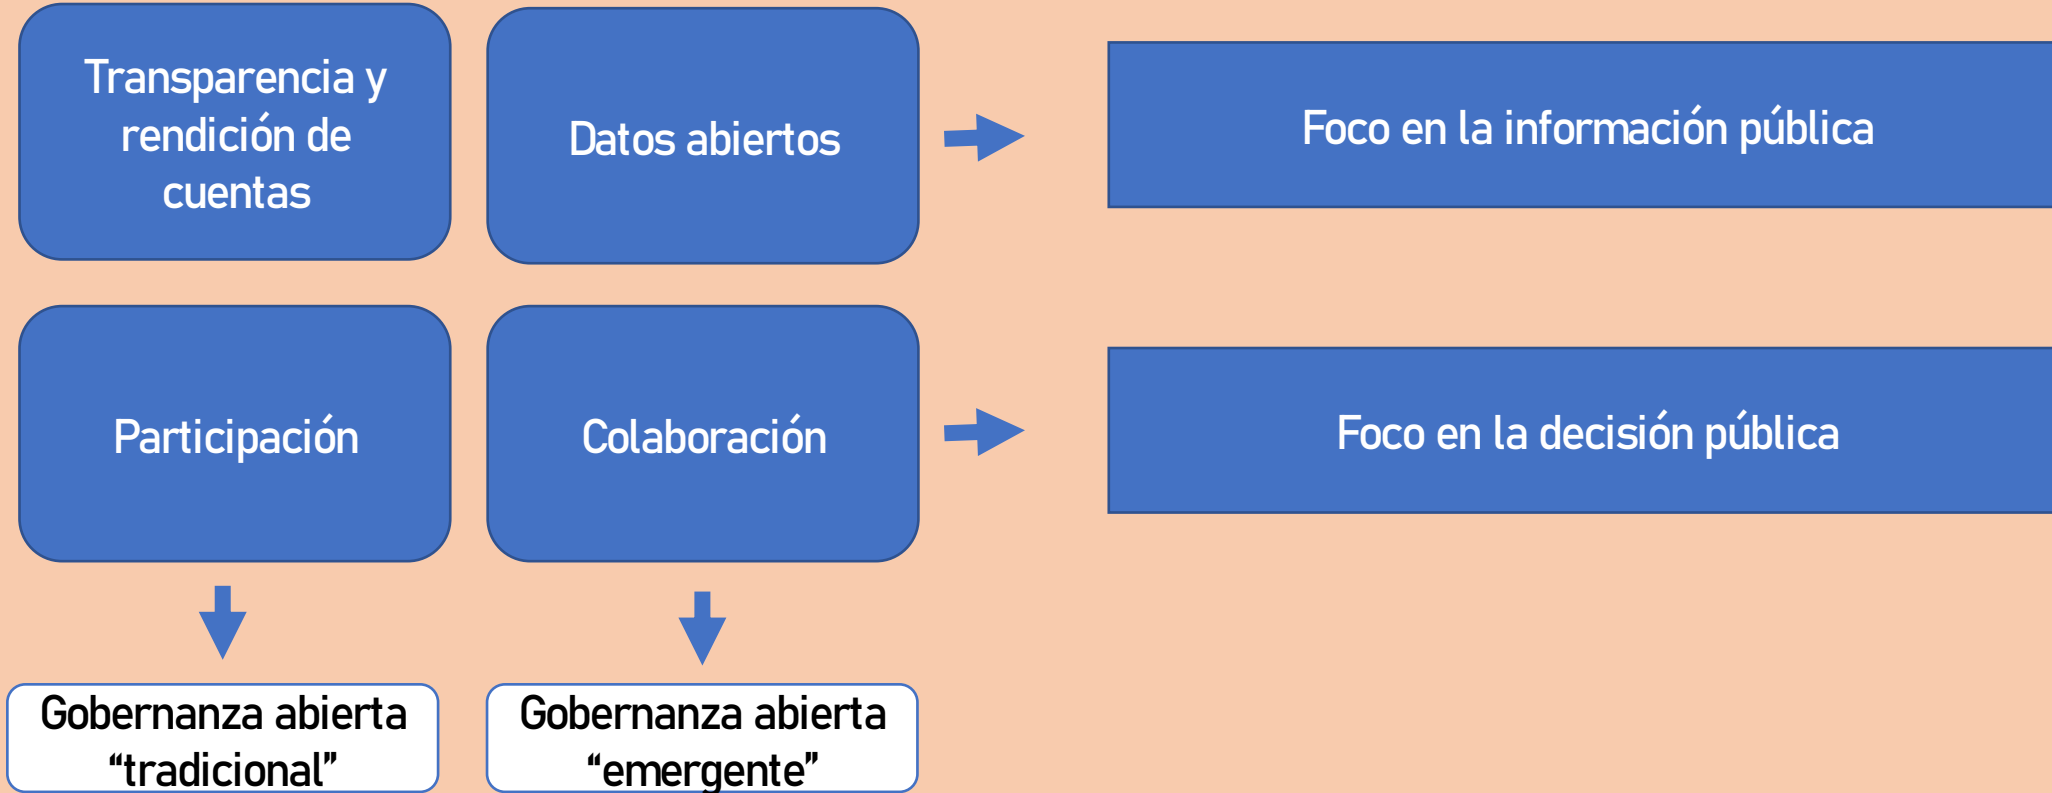 Transparencia y
rendición de
cuentas
Datos abiertos
Foco en la información pública
Participación
Colaboración
Foco en la decisión pública
Gobernanza abierta
“tradicional”
Gobernanza abierta
“emergente”